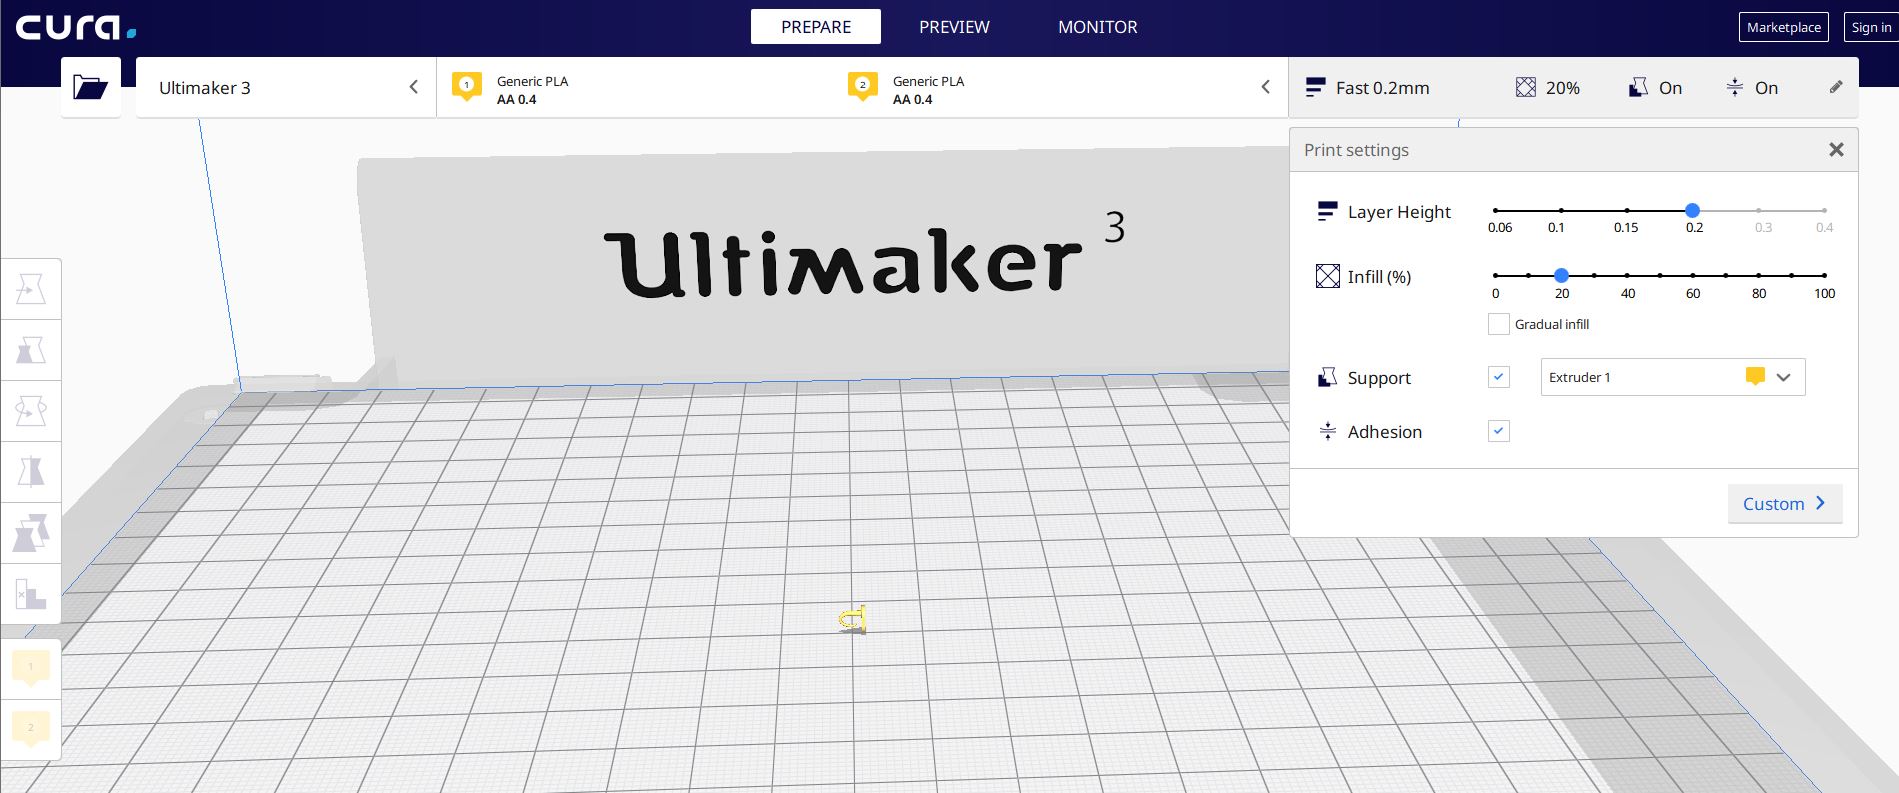 cura.
PREPARE
PREVIEW
MONITOR
Marketplace
Sign in
Ultimaker 3
1
Generic PLA
AA 0.4
2
Generic PLA
AA 0.4
Fast 0.2mm
20%
On
On
Print settings
Layer Height
0.06 0.1 0.15 0.2 0.3 0.4
Infill (%)
0 20 40 60 80 100
Gradual infill
Support
Extruder 1
Adhesion
Custom
Ultimaker 3
1
2